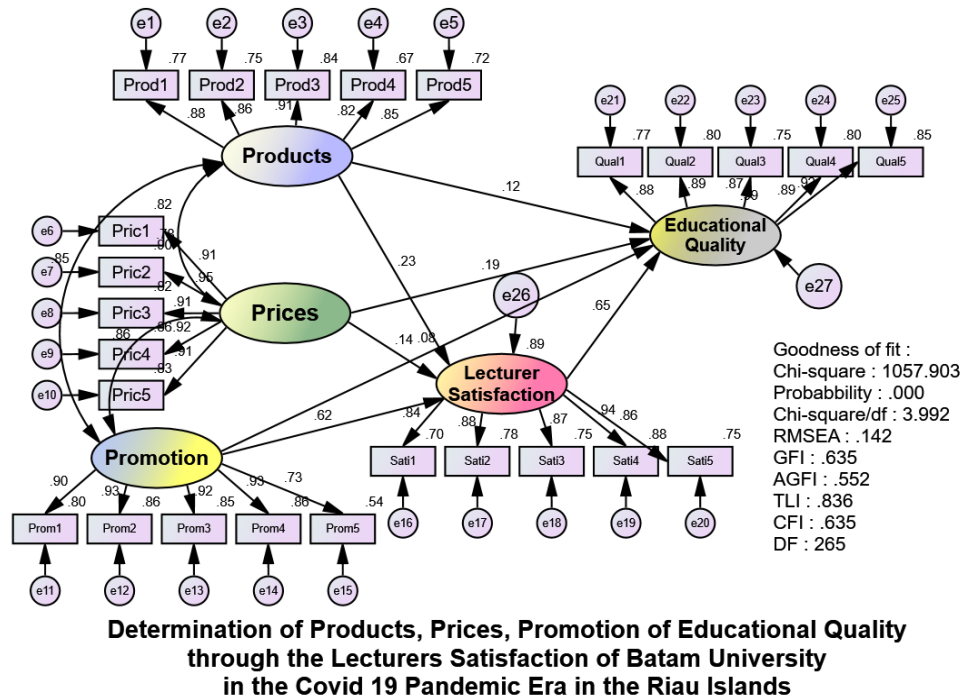 e1 e2 e3 e4 e5
.77 .75 .84 .67 .72
Prod1 Prod2 Prod3 Prod4 Prod5
.88 .86 .91 .82 .85
Products
e21 e22 e23 e24 e25
.77 .80 .75 .80 .85
Qual1 Qual2 Qual3 Qual4 Qual5
.88 .89 .87 .89
Educational
Quality
e27
.12
.23
.19
.65
e6 Pric1 .82
e7 Pric2
e8 Pric3 .82
e9 Pric4 .86
e10 Pric5 .83
.85
.86
.91
.95
.91
.92
.91
Prices
e26
.89
.14 .08
.62
Lecturer
Satisfaction
.84 .88 .87 .94 .86
.70 .78 .75 .88 .75
Sati1 Sati2 Sati3 Sati4 Sati5
e16 e17 e18 e19 e20
Promotion
.90 .93 .92 .93 .73
.80 .86 .85 .86 .54
Prom1 Prom2 Prom3 Prom4 Prom5
e11 e12 e13 e14 e15
Goodness of fit :
Chi-square : 1057.903
Probabbility : .000
Chi-square/df : 3.992
RMSEA : .142
GFI : .635
AGFI : .552
TLI : .836
CFI : .635
DF : 265
Determination of Products, Prices, Promotion of Educational Quality
through the Lecturers Satisfaction of Batam University
in the Covid 19 Pandemic Era in the Riau Islands